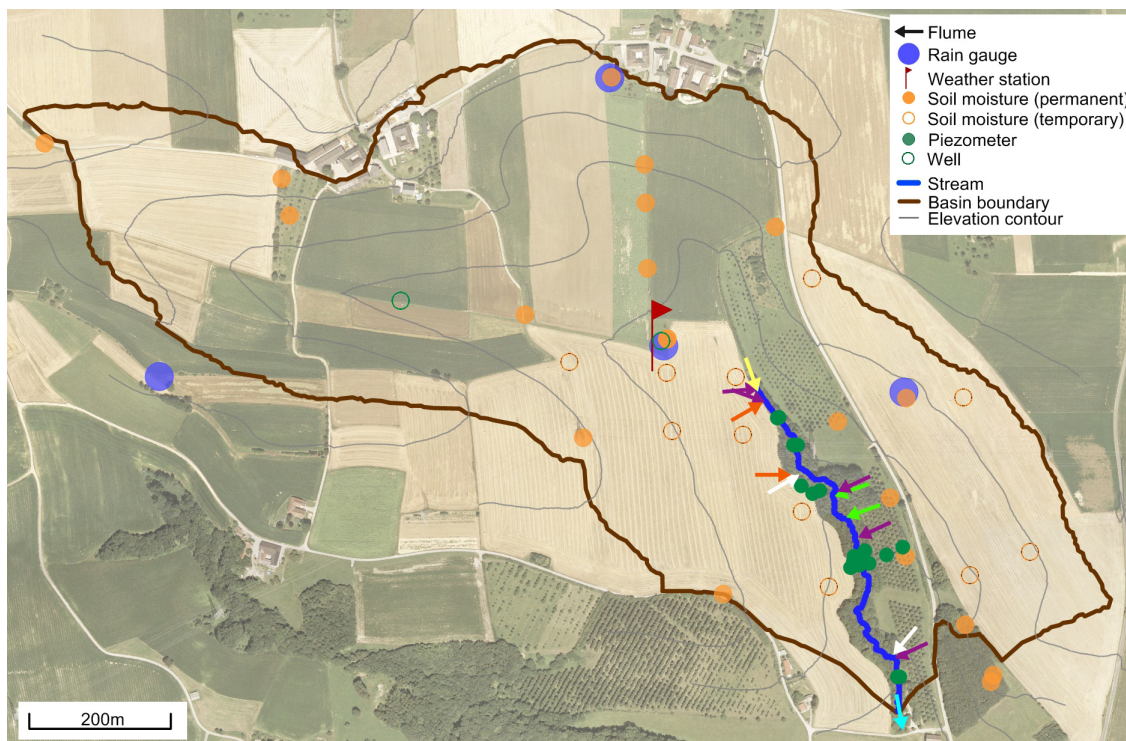 Flume
Rain gauge
Weather station
Soil moisture (permanent)
Soil moisture (temporary)
Piezometer
Well
Stream
Basin boundary
Elevation contour
200m